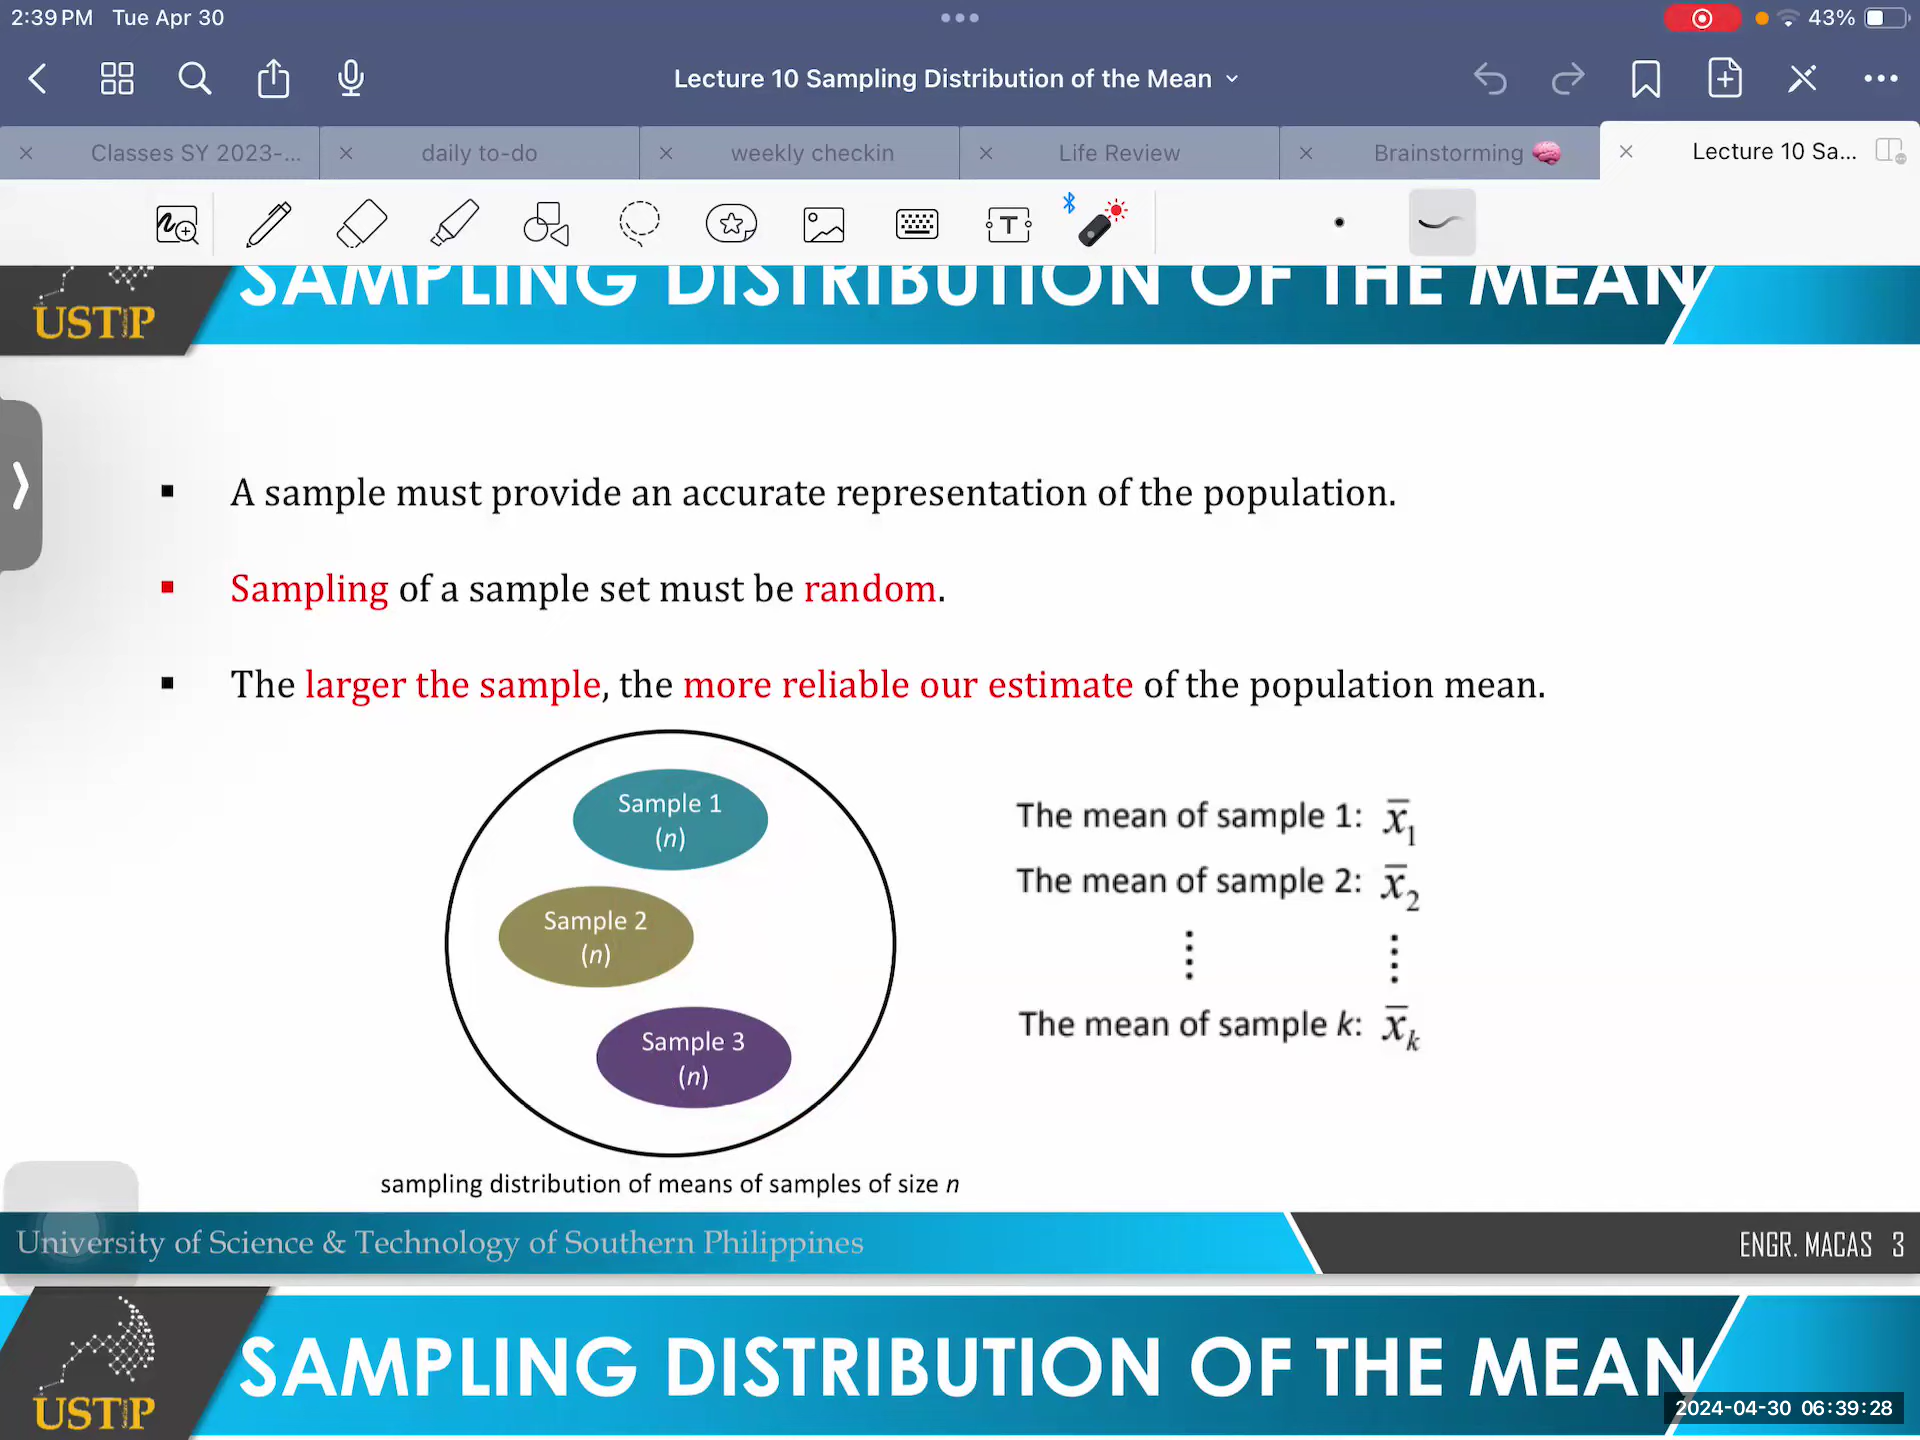 2:39 PM Tue Apr 30
43%
Lecture 10 Sampling Distribution of the Mean
Classes SY 2023-...
daily to-do
weekly checkin
Life Review
Brainstorming 🧠
Lecture 10 Sa...
T
USTP
SAMPLING DISTRIBUTION OF THE MEAN
▪ A sample must provide an accurate representation of the population.
▪ Sampling of a sample set must be random.
▪ The larger the sample, the more reliable our estimate of the population mean.
Sample 1
(n)
Sample 2
(n)
Sample 3
(n)
The mean of sample 1: x̅₁
The mean of sample 2: x̅₂
⋮ ⋮
The mean of sample k: x̅ₖ
sampling distribution of means of samples of size n
University of Science & Technology of Southern Philippines
ENGR. MACAS 3
USTP
SAMPLING DISTRIBUTION OF THE MEAN
2024-04-30 06:39:28